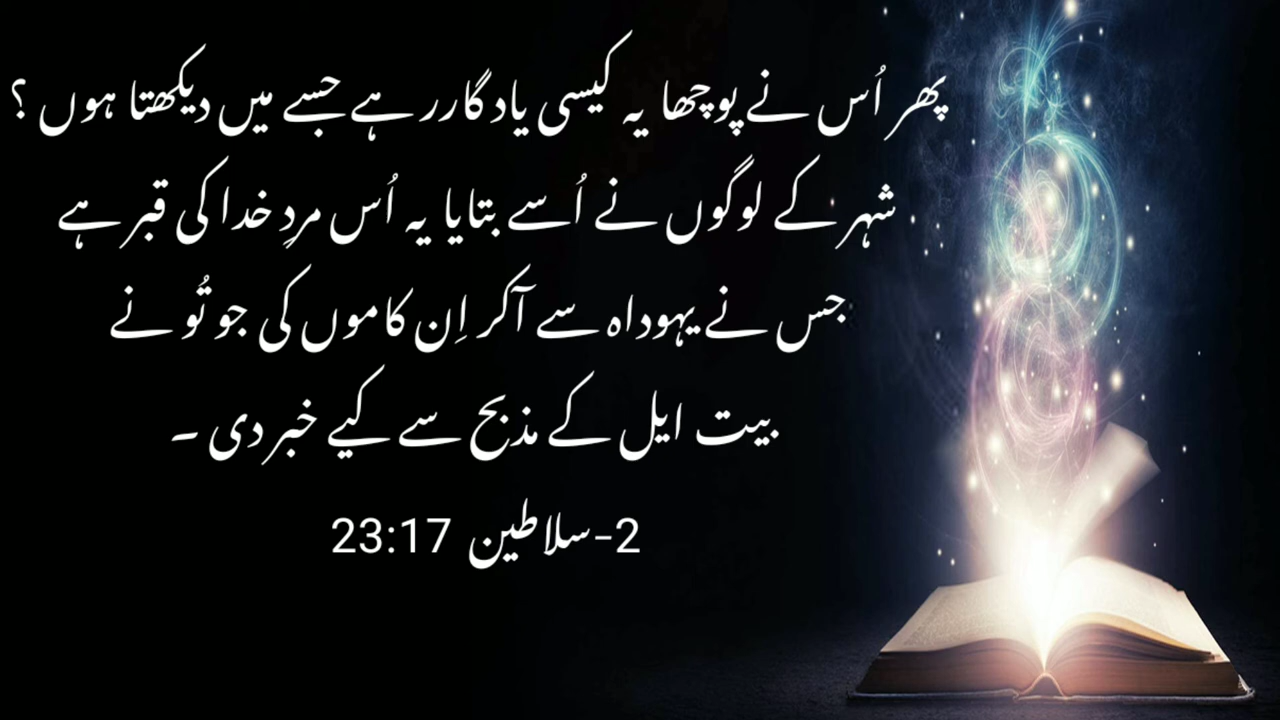 پھر اُس نے پوچھا یہ کیسی یادگارر ہے جسے میں دیکھتا ہوں ؟
شہر کے لوگوں نے اُسے بتایا یہ اُس مردِ خدا کی قبر ہے
جس نے یہوداہ سے آکر اِن کاموں کی جو تُو نے
بیت ایل کے مذبح سے کیے خبر دی ۔
2-سلاطین 23:17